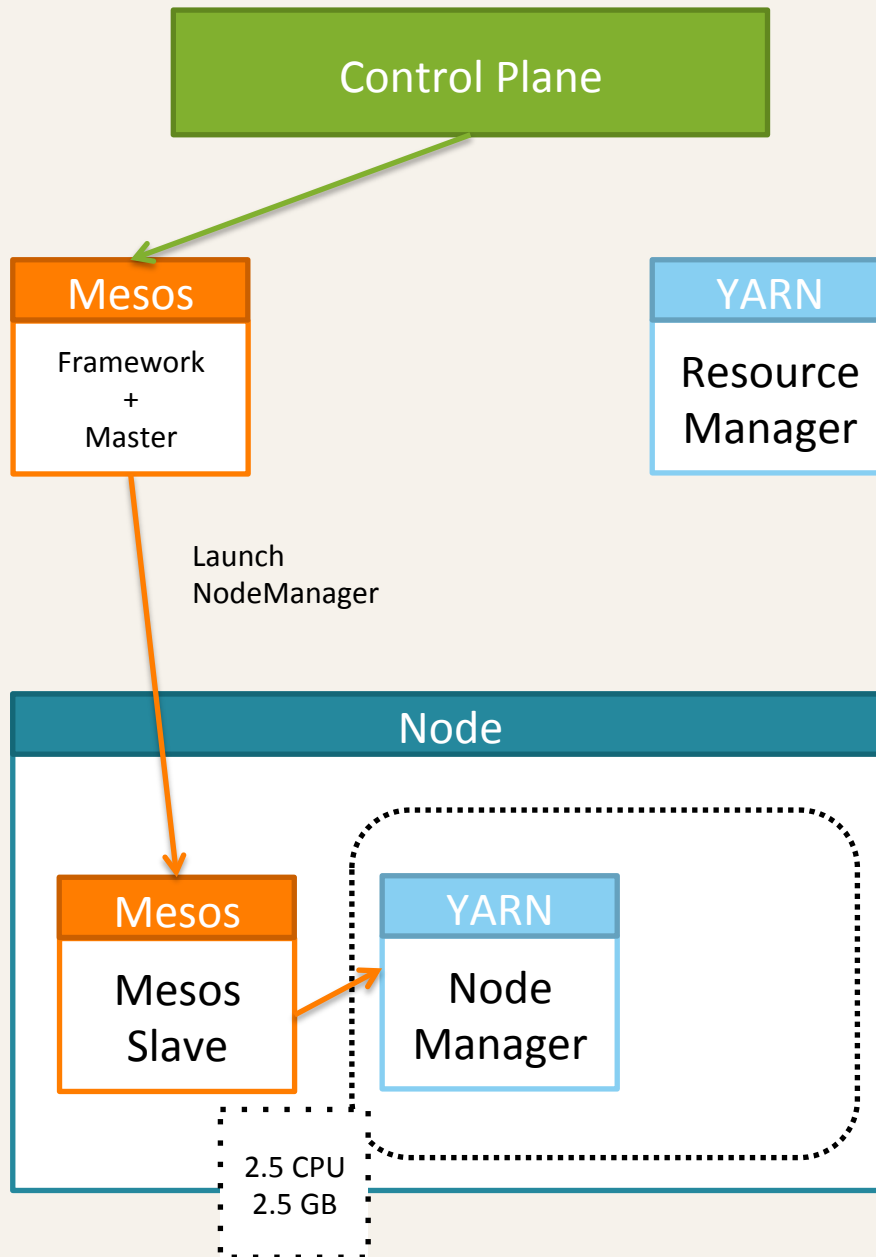 Control Plane
Mesos
Framework
+
Master
YARN
Resource
Manager
Launch
NodeManager
Node
Mesos
Mesos
Slave
YARN
Node
Manager
2.5 CPU
2.5 GB